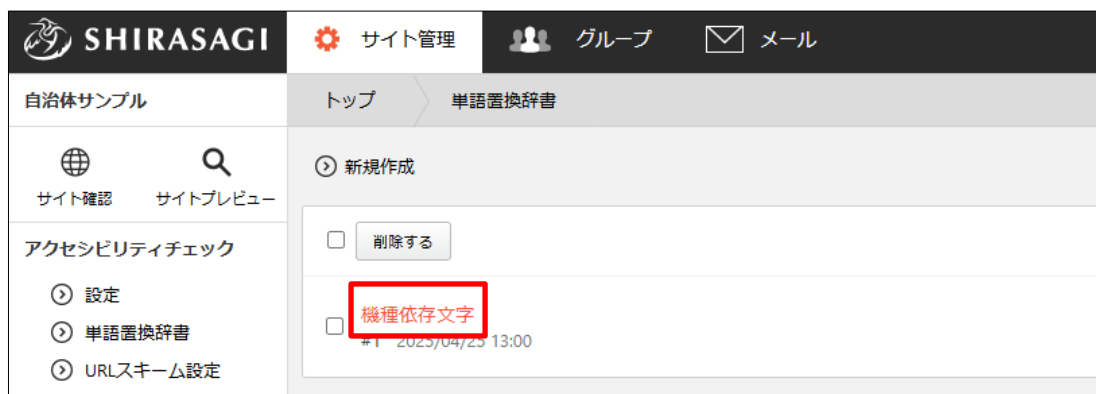 SHIRASAGI サイト管理 グループ メール
自治体サンプル トップ 単語置換辞書
サイト確認 サイトプレビュー
新規作成
アクセシビリティチェック
削除する
設定
単語置換辞書
URLスキーム設定
機種依存文字
#1 2025/04/25 13:00